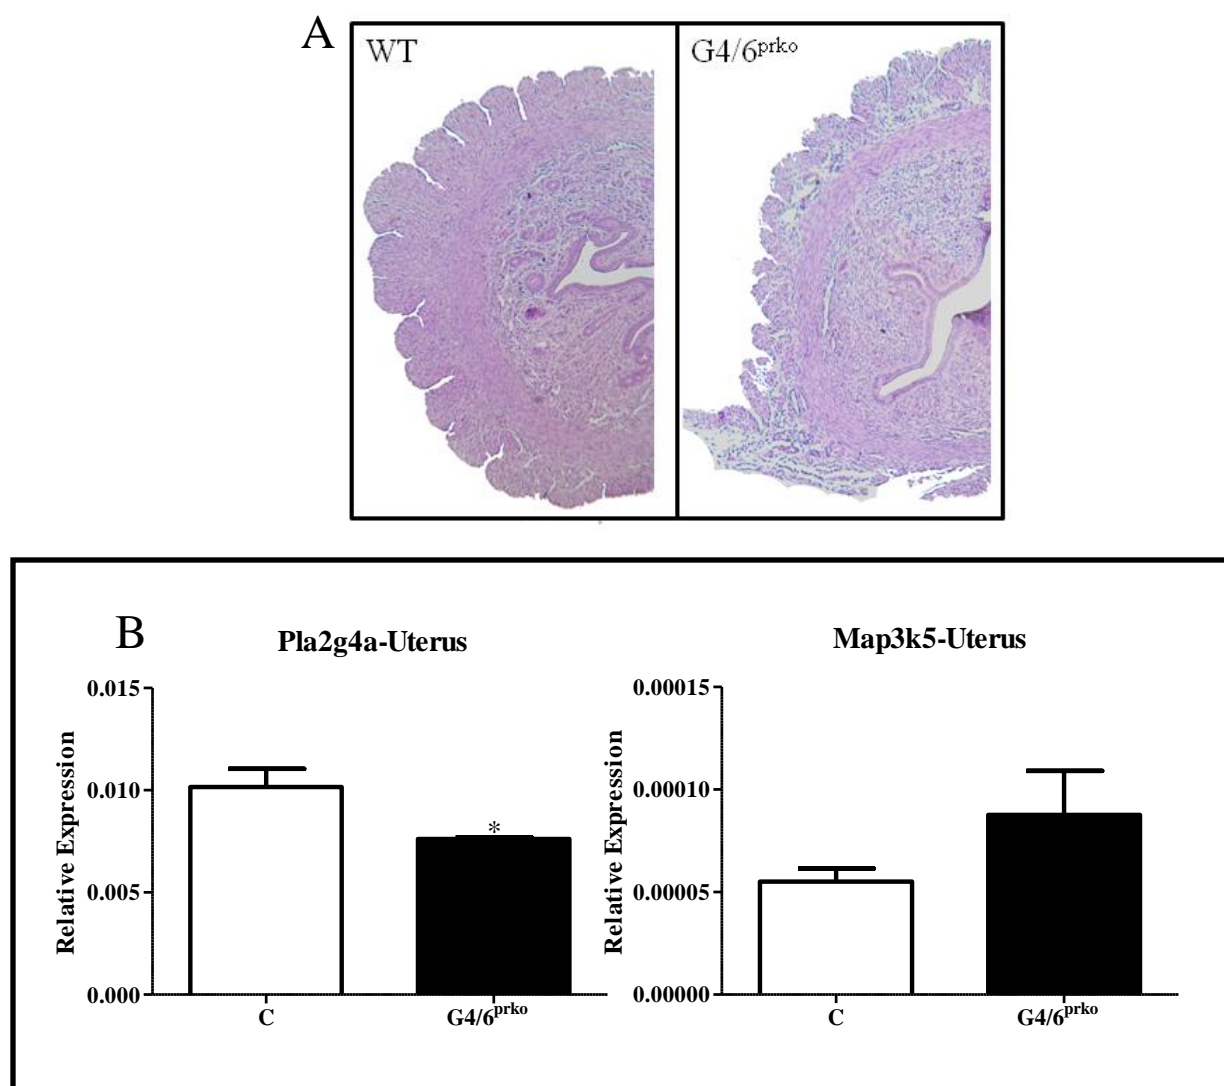 A
WT
G4/6prko
B
Pla2g4a-Uterus
Relative Expression
0.015
0.010
0.005
0.000
*
C
G4/6prko
Map3k5-Uterus
Relative Expression
0.00015
0.00010
0.00005
0.00000
C
G4/6prko